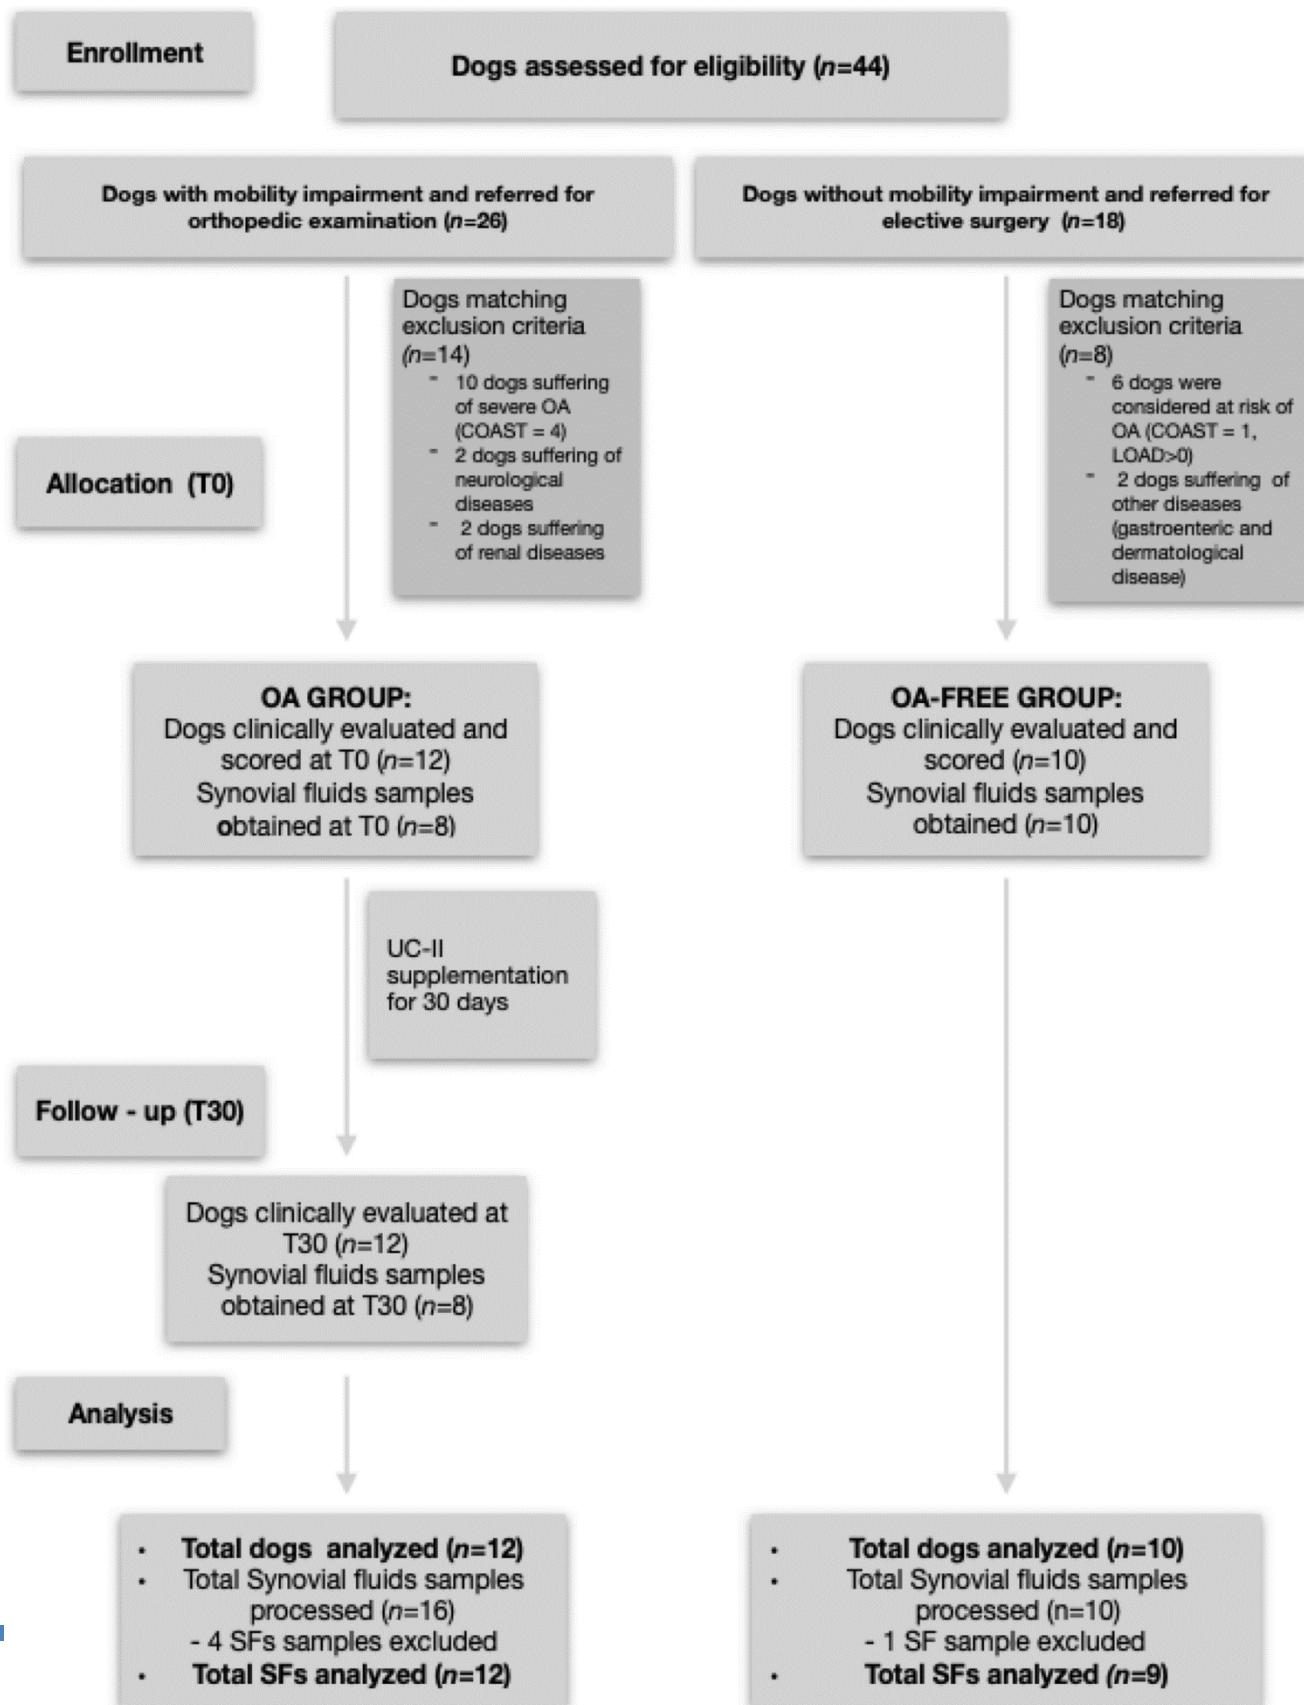 Enrollment
Dogs assessed for eligibility (n=44)
Dogs with mobility impairment and referred for
orthopedic examination (n=26)
Dogs without mobility impairment and referred for
elective surgery (n=18)
Dogs matching
exclusion criteria
(n=14)
- 10 dogs suffering
of severe OA
(COAST = 4)
- 2 dogs suffering of
neurological
diseases
- 2 dogs suffering
of renal diseases
Dogs matching
exclusion criteria
(n=8)
- 6 dogs were
considered at risk of
OA (COAST = 1,
LOAD>0)
- 2 dogs suffering of
other diseases
(gastroenteric and
dermatological
disease)
Allocation (T0)
OA GROUP:
Dogs clinically evaluated and
scored at T0 (n=12)
Synovial fluids samples
obtained at T0 (n=8)
OA-FREE GROUP:
Dogs clinically evaluated and
scored (n=10)
Synovial fluids samples
obtained (n=10)
UC-II
supplementation
for 30 days
Follow - up (T30)
Dogs clinically evaluated at
T30 (n=12)
Synovial fluids samples
obtained at T30 (n=8)
Analysis
• Total dogs analyzed (n=12)
• Total Synovial fluids samples
processed (n=16)
- 4 SFs samples excluded
• Total SFs analyzed (n=12)
• Total dogs analyzed (n=10)
• Total Synovial fluids samples
processed (n=10)
- 1 SF sample excluded
• Total SFs analyzed (n=9)